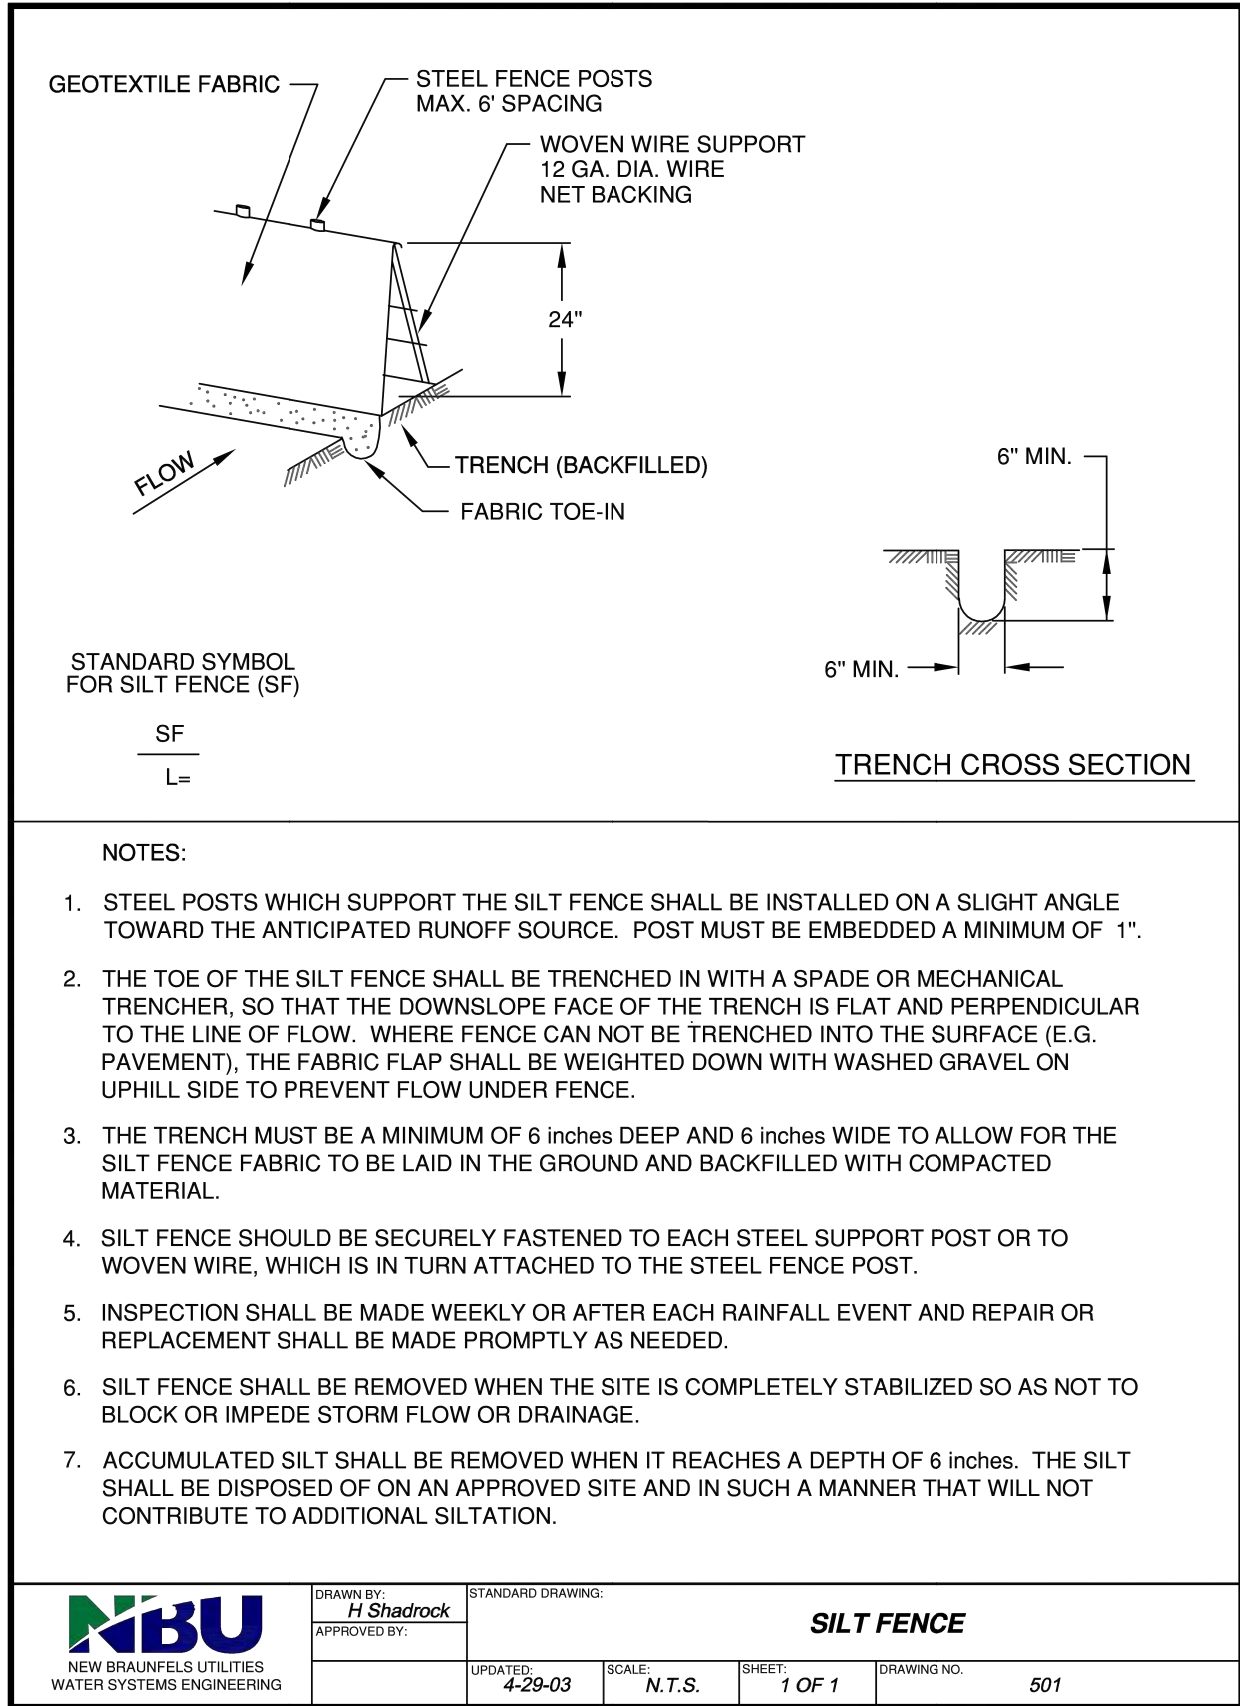 GEOTEXTILE FABRIC
STEEL FENCE POSTS
MAX. 6' SPACING
WOVEN WIRE SUPPORT
12 GA. DIA. WIRE
NET BACKING
24"
FLOW
TRENCH (BACKFILLED)
FABRIC TOE-IN
6" MIN.
6" MIN.
STANDARD SYMBOL
FOR SILT FENCE (SF)
SF
L=
TRENCH CROSS SECTION
NOTES:
1. STEEL POSTS WHICH SUPPORT THE SILT FENCE SHALL BE INSTALLED ON A SLIGHT ANGLE
TOWARD THE ANTICIPATED RUNOFF SOURCE. POST MUST BE EMBEDDED A MINIMUM OF 1".
2. THE TOE OF THE SILT FENCE SHALL BE TRENCHED IN WITH A SPADE OR MECHANICAL
TRENCHER, SO THAT THE DOWNSLOPE FACE OF THE TRENCH IS FLAT AND PERPENDICULAR
TO THE LINE OF FLOW. WHERE FENCE CAN NOT BE TRENCHED INTO THE SURFACE (E.G.
PAVEMENT), THE FABRIC FLAP SHALL BE WEIGHTED DOWN WITH WASHED GRAVEL ON
UPHILL SIDE TO PREVENT FLOW UNDER FENCE.
3. THE TRENCH MUST BE A MINIMUM OF 6 inches DEEP AND 6 inches WIDE TO ALLOW FOR THE
SILT FENCE FABRIC TO BE LAID IN THE GROUND AND BACKFILLED WITH COMPACTED
MATERIAL.
4. SILT FENCE SHOULD BE SECURELY FASTENED TO EACH STEEL SUPPORT POST OR TO
WOVEN WIRE, WHICH IS IN TURN ATTACHED TO THE STEEL FENCE POST.
5. INSPECTION SHALL BE MADE WEEKLY OR AFTER EACH RAINFALL EVENT AND REPAIR OR
REPLACEMENT SHALL BE MADE PROMPTLY AS NEEDED.
6. SILT FENCE SHALL BE REMOVED WHEN THE SITE IS COMPLETELY STABILIZED SO AS NOT TO
BLOCK OR IMPEDE STORM FLOW OR DRAINAGE.
7. ACCUMULATED SILT SHALL BE REMOVED WHEN IT REACHES A DEPTH OF 6 inches. THE SILT
SHALL BE DISPOSED OF ON AN APPROVED SITE AND IN SUCH A MANNER THAT WILL NOT
CONTRIBUTE TO ADDITIONAL SILTATION.
NBU
NEW BRAUNFELS UTILITIES
WATER SYSTEMS ENGINEERING
DRAWN BY:
H Shadrock
APPROVED BY:
STANDARD DRAWING:
SILT FENCE
UPDATED:
4-29-03
SCALE:
N.T.S.
SHEET:
1 OF 1
DRAWING NO.
501